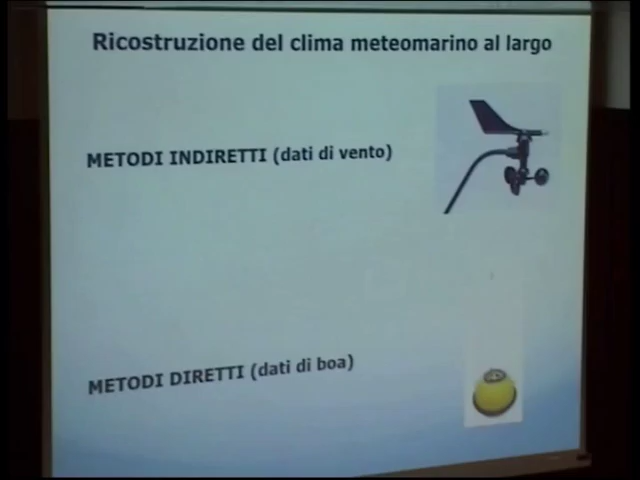 Ricostruzione del clima meteomarino al largo
METODI INDIRETTI (dati di vento)
METODI DIRETTI (dati di boa)